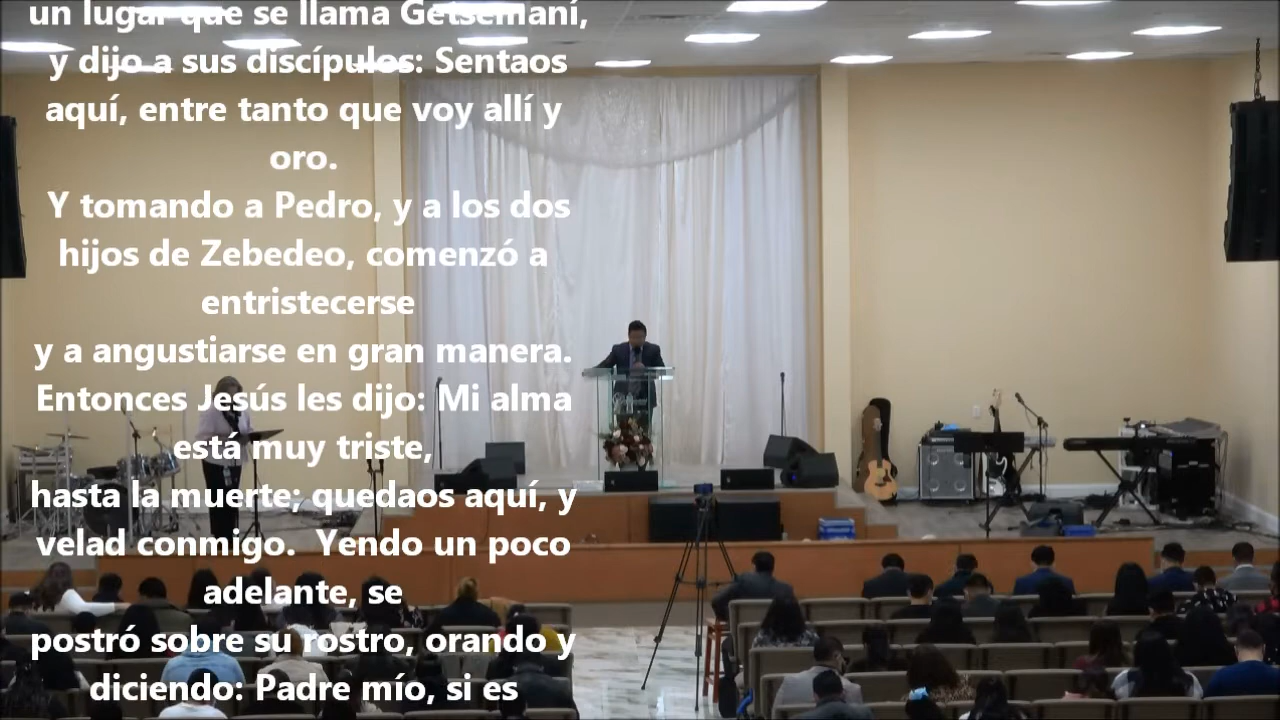 un lugar que se llama Getsemaní,
y dijo a sus discípulos: Sentaos
aquí, entre tanto que voy allí y
oro.
Y tomando a Pedro, y a los dos
hijos de Zebedeo, comenzó a
entristecerse
y a angustiarse en gran manera.
Entonces Jesús les dijo: Mi alma
está muy triste,
hasta la muerte; quedaos aquí, y
velad conmigo.  Yendo un poco
adelante, se
postró sobre su rostro, orando y
diciendo: Padre mío, si es